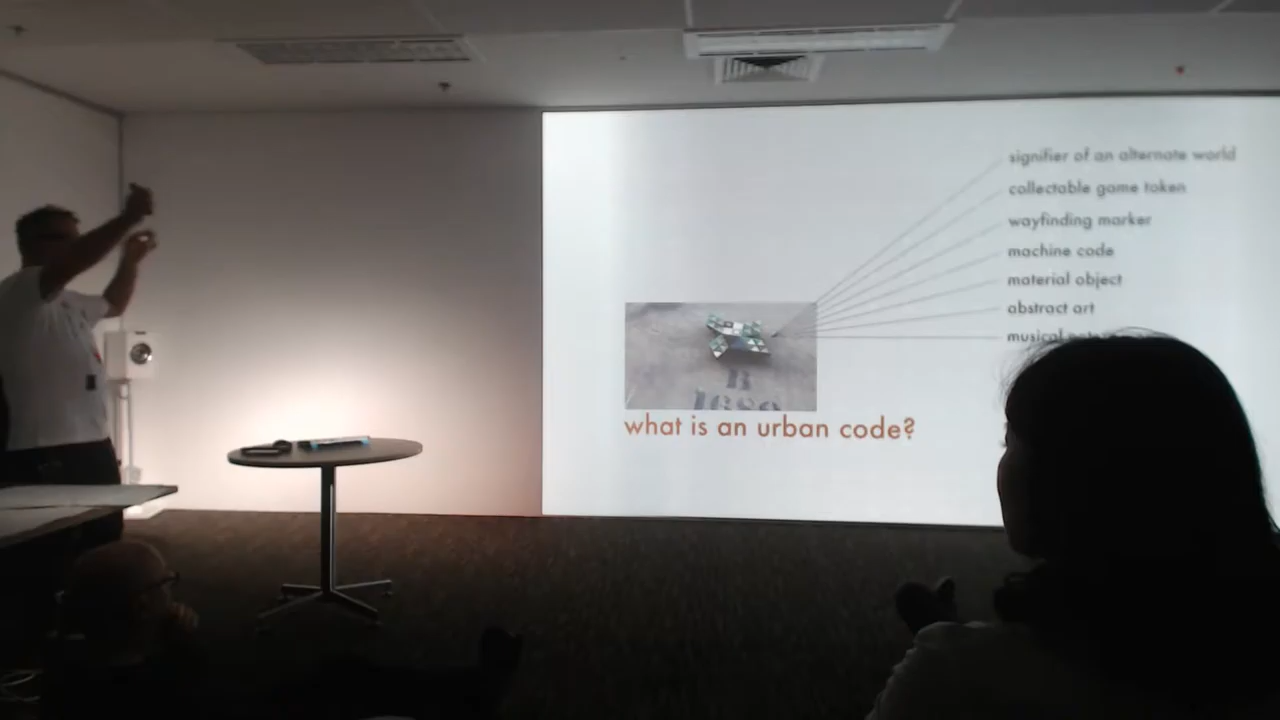 signifier of an alternate world
collectable game token
wayfinding marker
machine code
material object
abstract art
musical
what is an urban code?